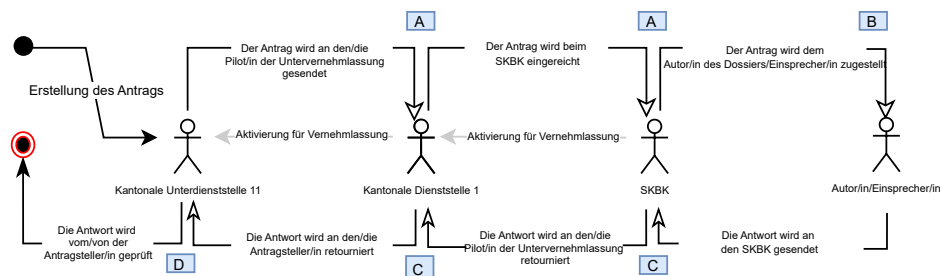 A
A
B
Der Antrag wird an den/die
Pilot/in der Untervernehmlassung
gesendet
Der Antrag wird beim
SKBK eingereicht
Der Antrag wird dem
Autor/in des Dossiers/Einsprecher/in zugestellt
Erstellung des Antrags
Aktivierung für Vernehmlassung
Aktivierung für Vernehmlassung
Kantonale Unterdienststelle 11
Kantonale Dienststelle 1
SKBK
Autor/in/Einsprecher/in
Die Antwort wird
vom/von der
Antragsteller/in geprüft
Die Antwort wird an den/die
Antragsteller/in retourniert
Die Antwort wird an den/die
Pilot/in der Untervernehmlassung
retourniert
Die Antwort wird an
den SKBK gesendet
D
C
C